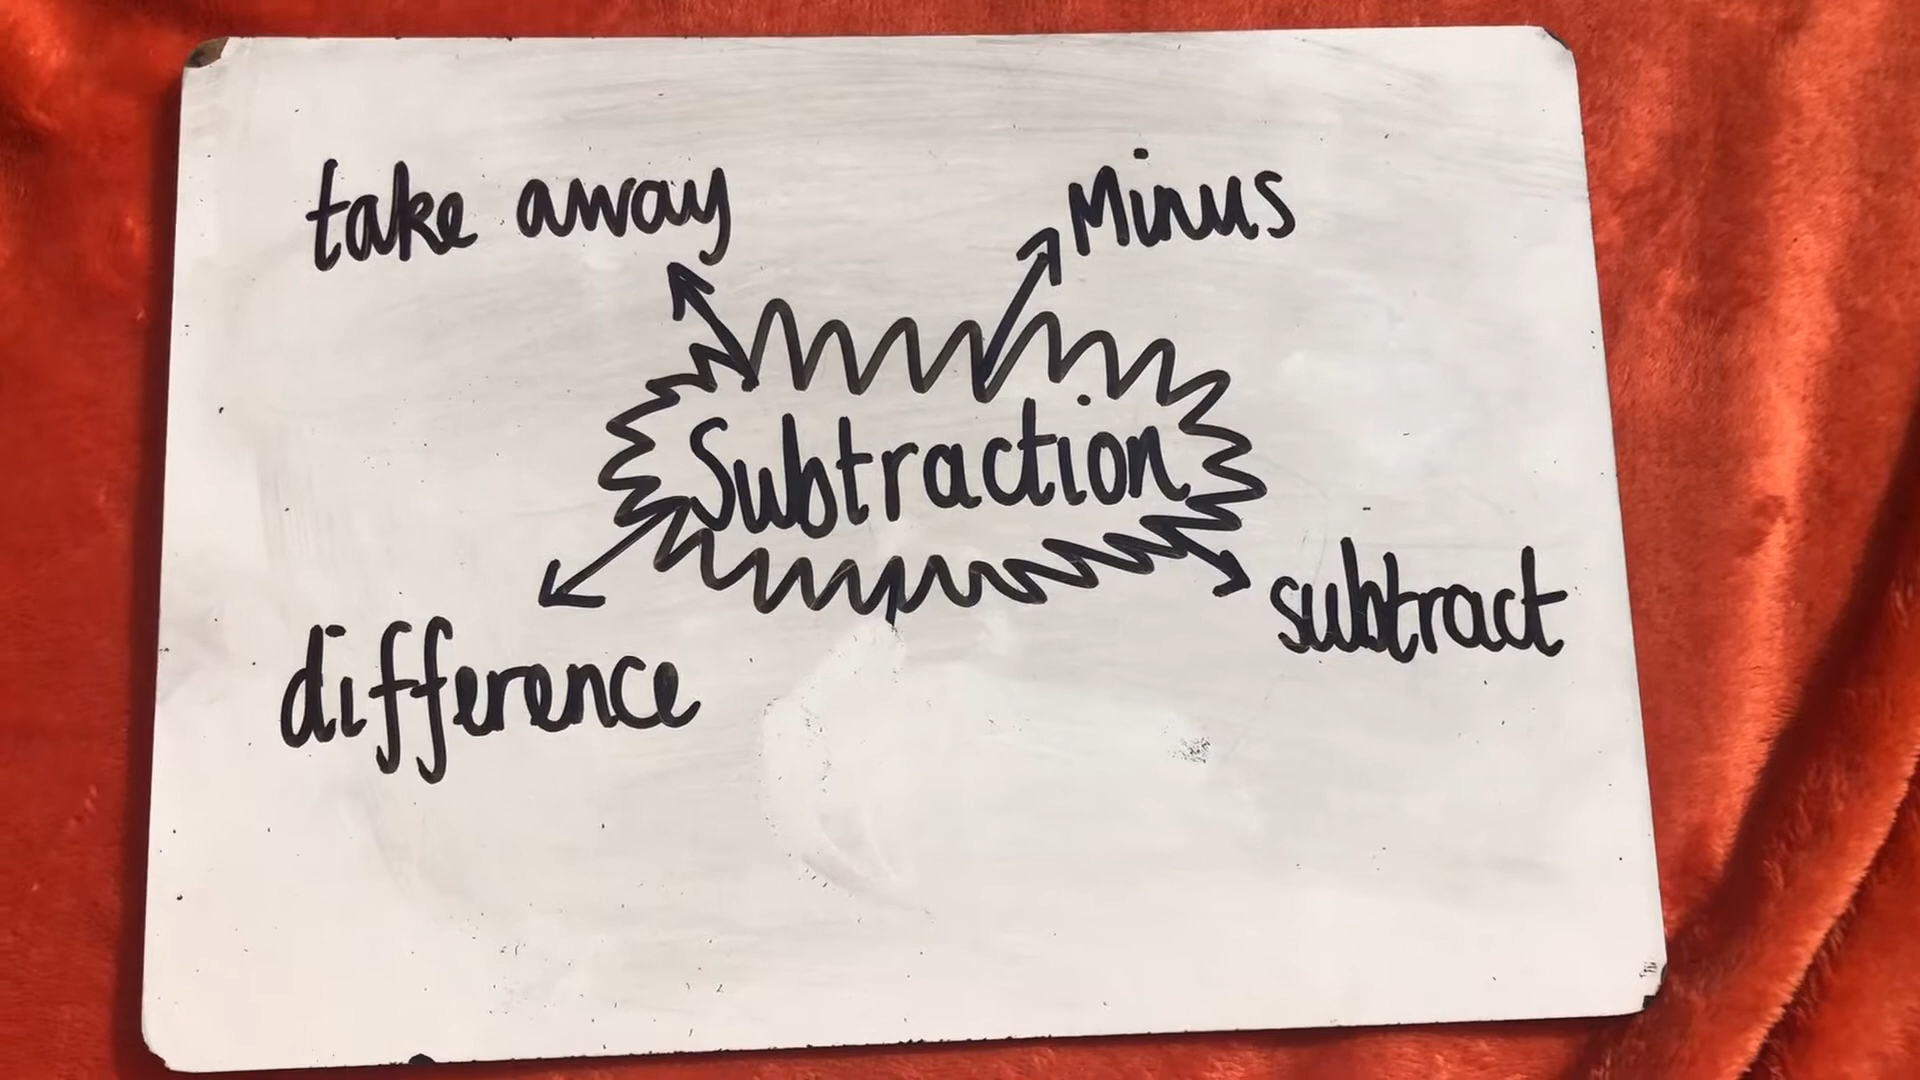 take away
Minus
Subtraction
subtract
difference